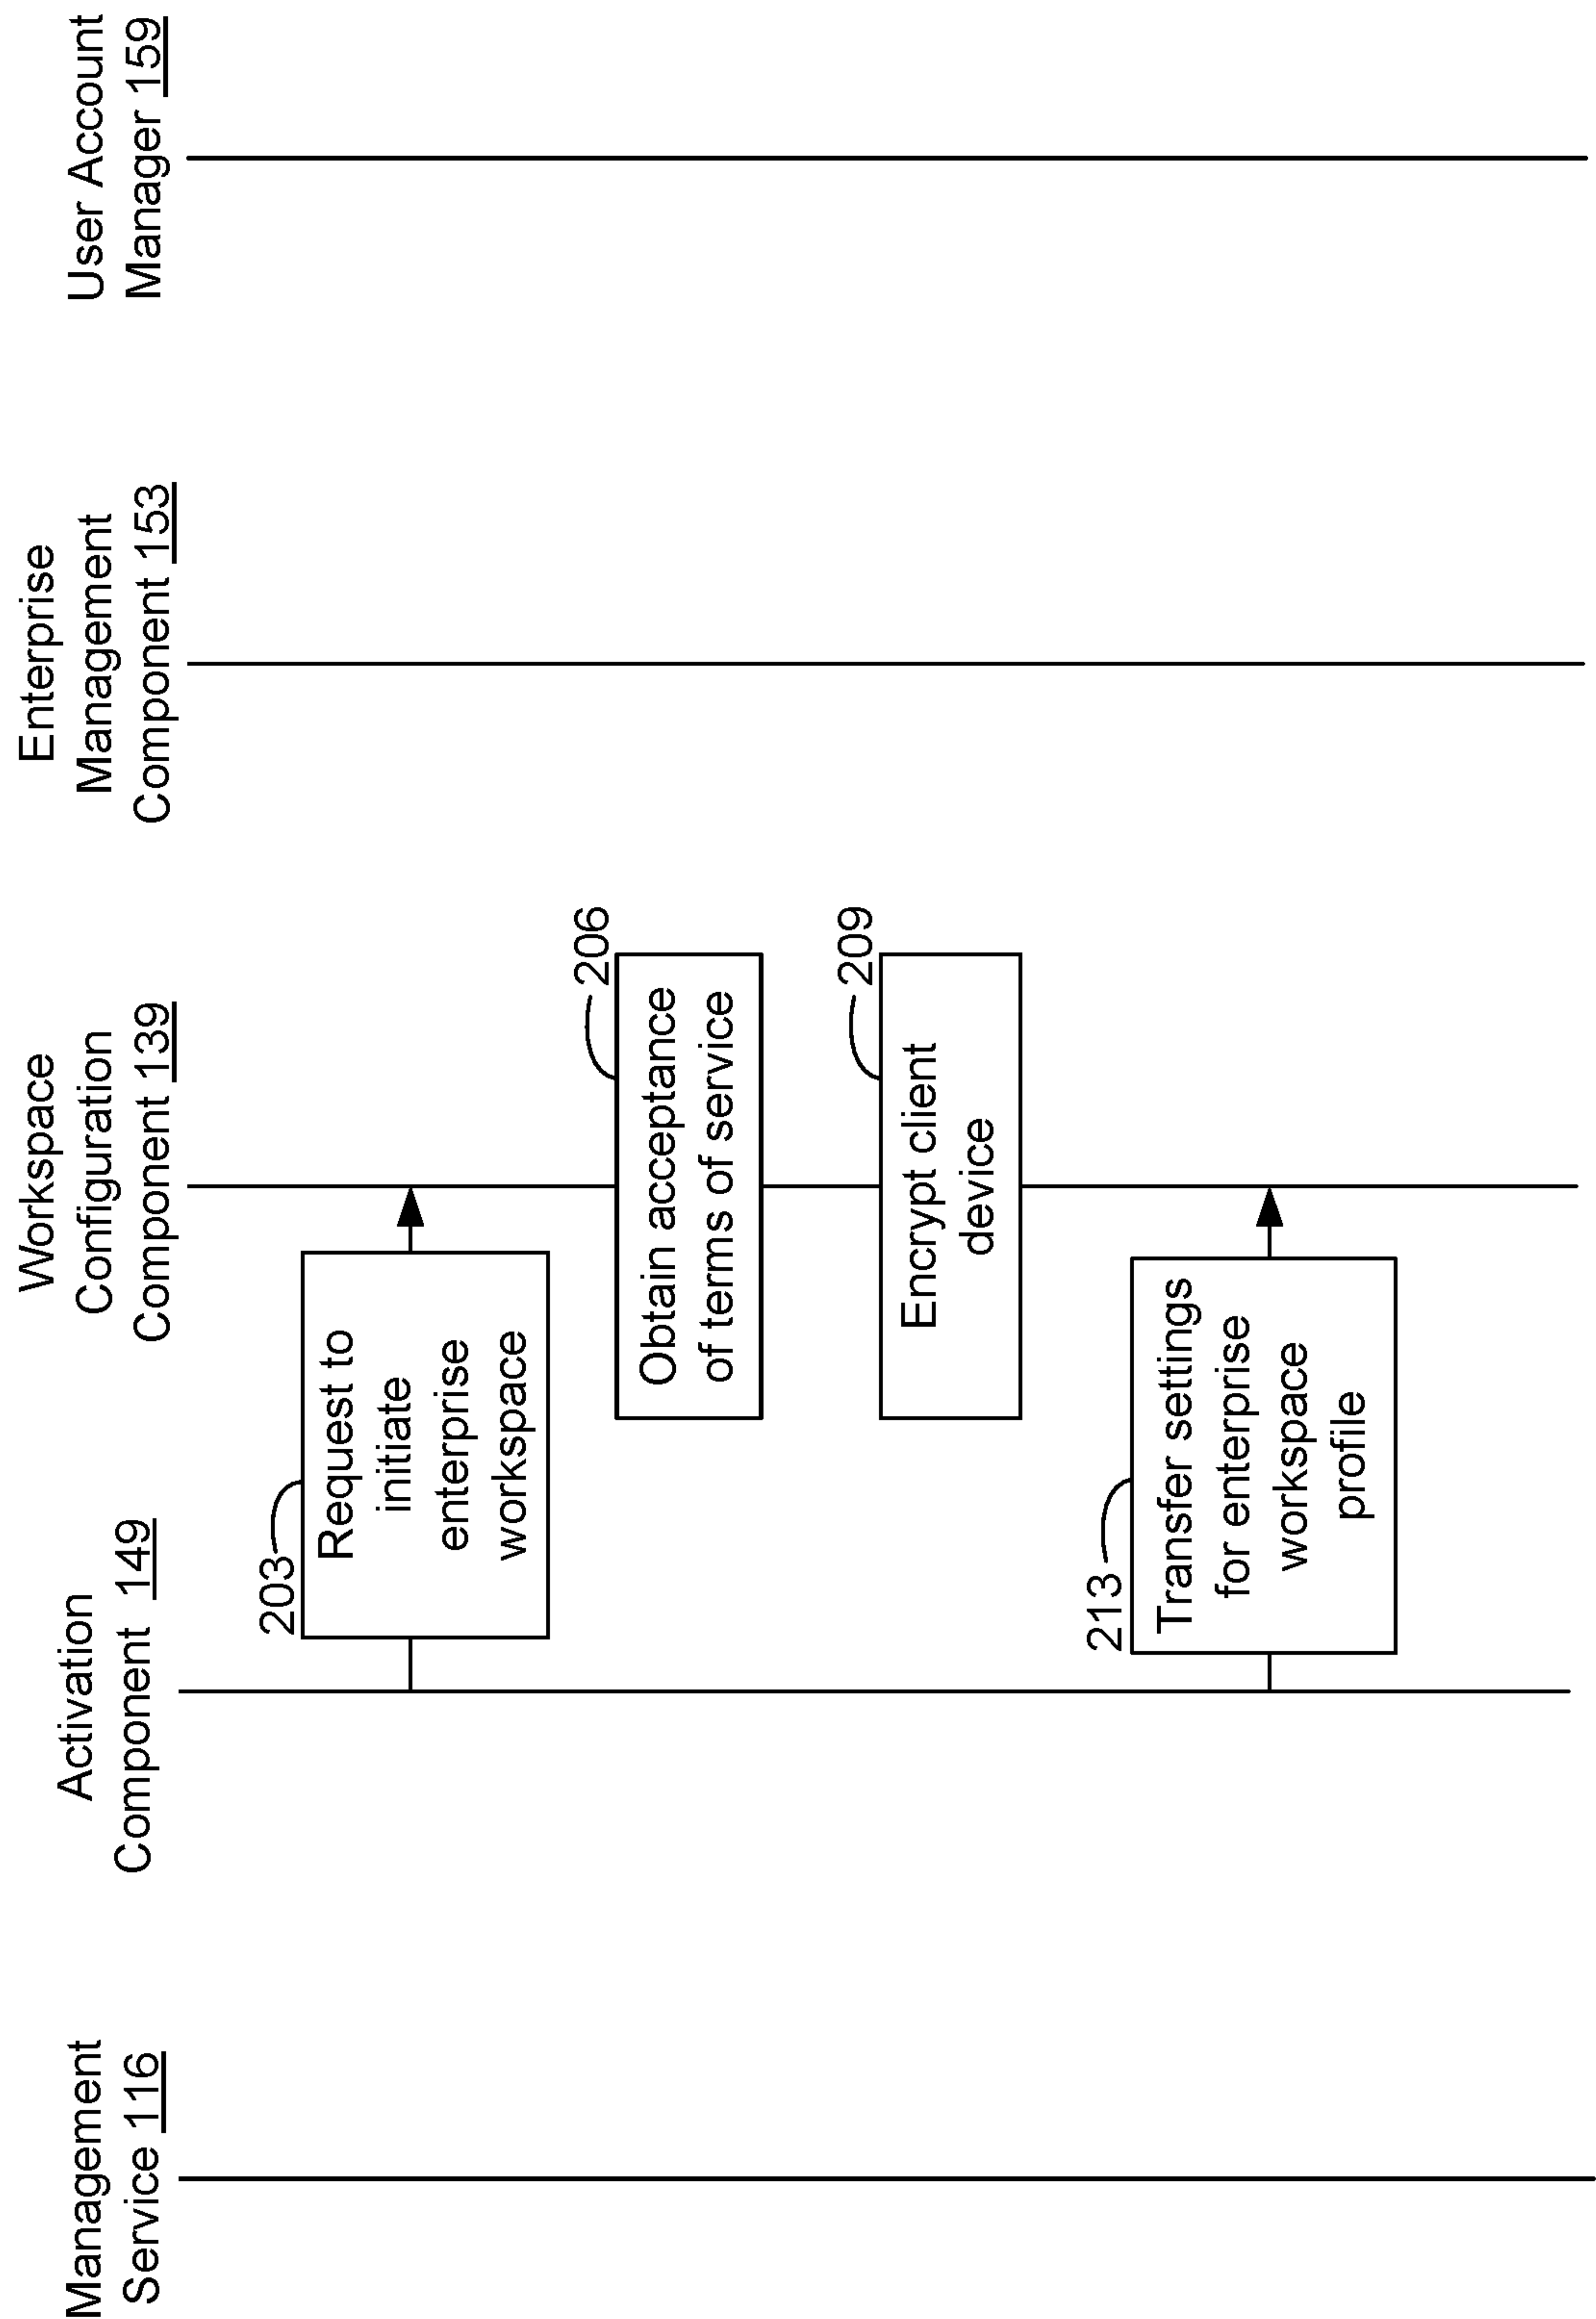 Management
Service 116
Activation
Component 149
Workspace
Configuration
Component 139
Enterprise
Management
Component 153
User Account
Manager 159
203
Request to
initiate
enterprise
workspace
206
Obtain acceptance
of terms of service
209
Encrypt client
device
213
Transfer settings
for enterprise
workspace
profile